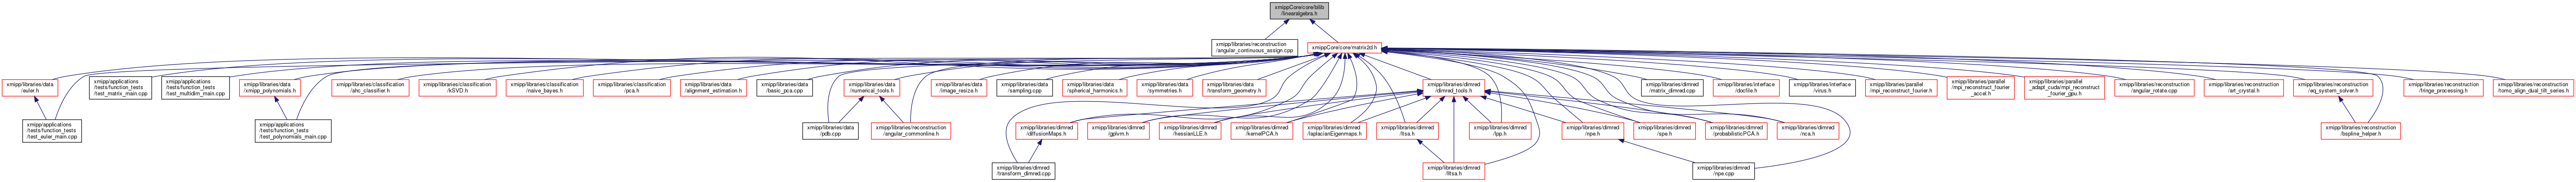 xmippCore/core/bilib
/linearalgebra.h
xmipp/libraries/reconstruction
/angular_continuous_assign.cpp
xmippCore/core/matrix2d.h
xmipp/libraries/data
/euler.h
xmipp/applications
/tests/function_tests
/test_matrix_main.cpp
xmipp/applications
/tests/function_tests
/test_multidim_main.cpp
xmipp/libraries/data
/xmipp_polynomials.h
xmipp/libraries/classification
/ahc_classifier.h
xmipp/libraries/classification
/kSVD.h
xmipp/libraries/classification
/naive_bayes.h
xmipp/libraries/classification
/pca.h
xmipp/libraries/data
/alignment_estimation.h
xmipp/libraries/data
/basic_pca.cpp
xmipp/libraries/data
/numerical_tools.h
xmipp/libraries/data
/image_resize.h
xmipp/libraries/data
/sampling.cpp
xmipp/libraries/data
/spherical_harmonics.h
xmipp/libraries/data
/symmetries.h
xmipp/libraries/data
/transform_geometry.h
xmipp/libraries/dimred
/dimred_tools.h
xmipp/libraries/dimred
/matrix_dimred.cpp
xmipp/libraries/interface
/docfile.h
xmipp/libraries/interface
/virus.h
xmipp/libraries/parallel
/mpi_reconstruct_fourier.h
xmipp/libraries/parallel
/mpi_reconstruct_fourier
_accel.h
xmipp/libraries/parallel
_adapt_cuda/mpi_reconstruct
_fourier_gpu.h
xmipp/libraries/reconstruction
/angular_rotate.cpp
xmipp/libraries/reconstruction
/art_crystal.h
xmipp/libraries/reconstruction
/eq_system_solver.h
xmipp/libraries/reconstruction
/fringe_processing.h
xmipp/libraries/reconstruction
/tomo_align_dual_tilt_series.h
xmipp/applications
/tests/function_tests
/test_euler_main.cpp
xmipp/applications
/tests/function_tests
/test_polynomials_main.cpp
xmipp/libraries/data
/pdb.cpp
xmipp/libraries/reconstruction
/angular_commonline.h
xmipp/libraries/dimred
/diffusionMaps.h
xmipp/libraries/dimred
/gplvm.h
xmipp/libraries/dimred
/hessianLLE.h
xmipp/libraries/dimred
/kernelPCA.h
xmipp/libraries/dimred
/laplacianEigenmaps.h
xmipp/libraries/dimred
/ltsa.h
xmipp/libraries/dimred
/lpp.h
xmipp/libraries/dimred
/npe.h
xmipp/libraries/dimred
/spe.h
xmipp/libraries/dimred
/probabilisticPCA.h
xmipp/libraries/dimred
/nca.h
xmipp/libraries/reconstruction
/bspline_helper.h
xmipp/libraries/dimred
/transform_dimred.cpp
xmipp/libraries/dimred
/lltsa.h
xmipp/libraries/dimred
/npe.cpp